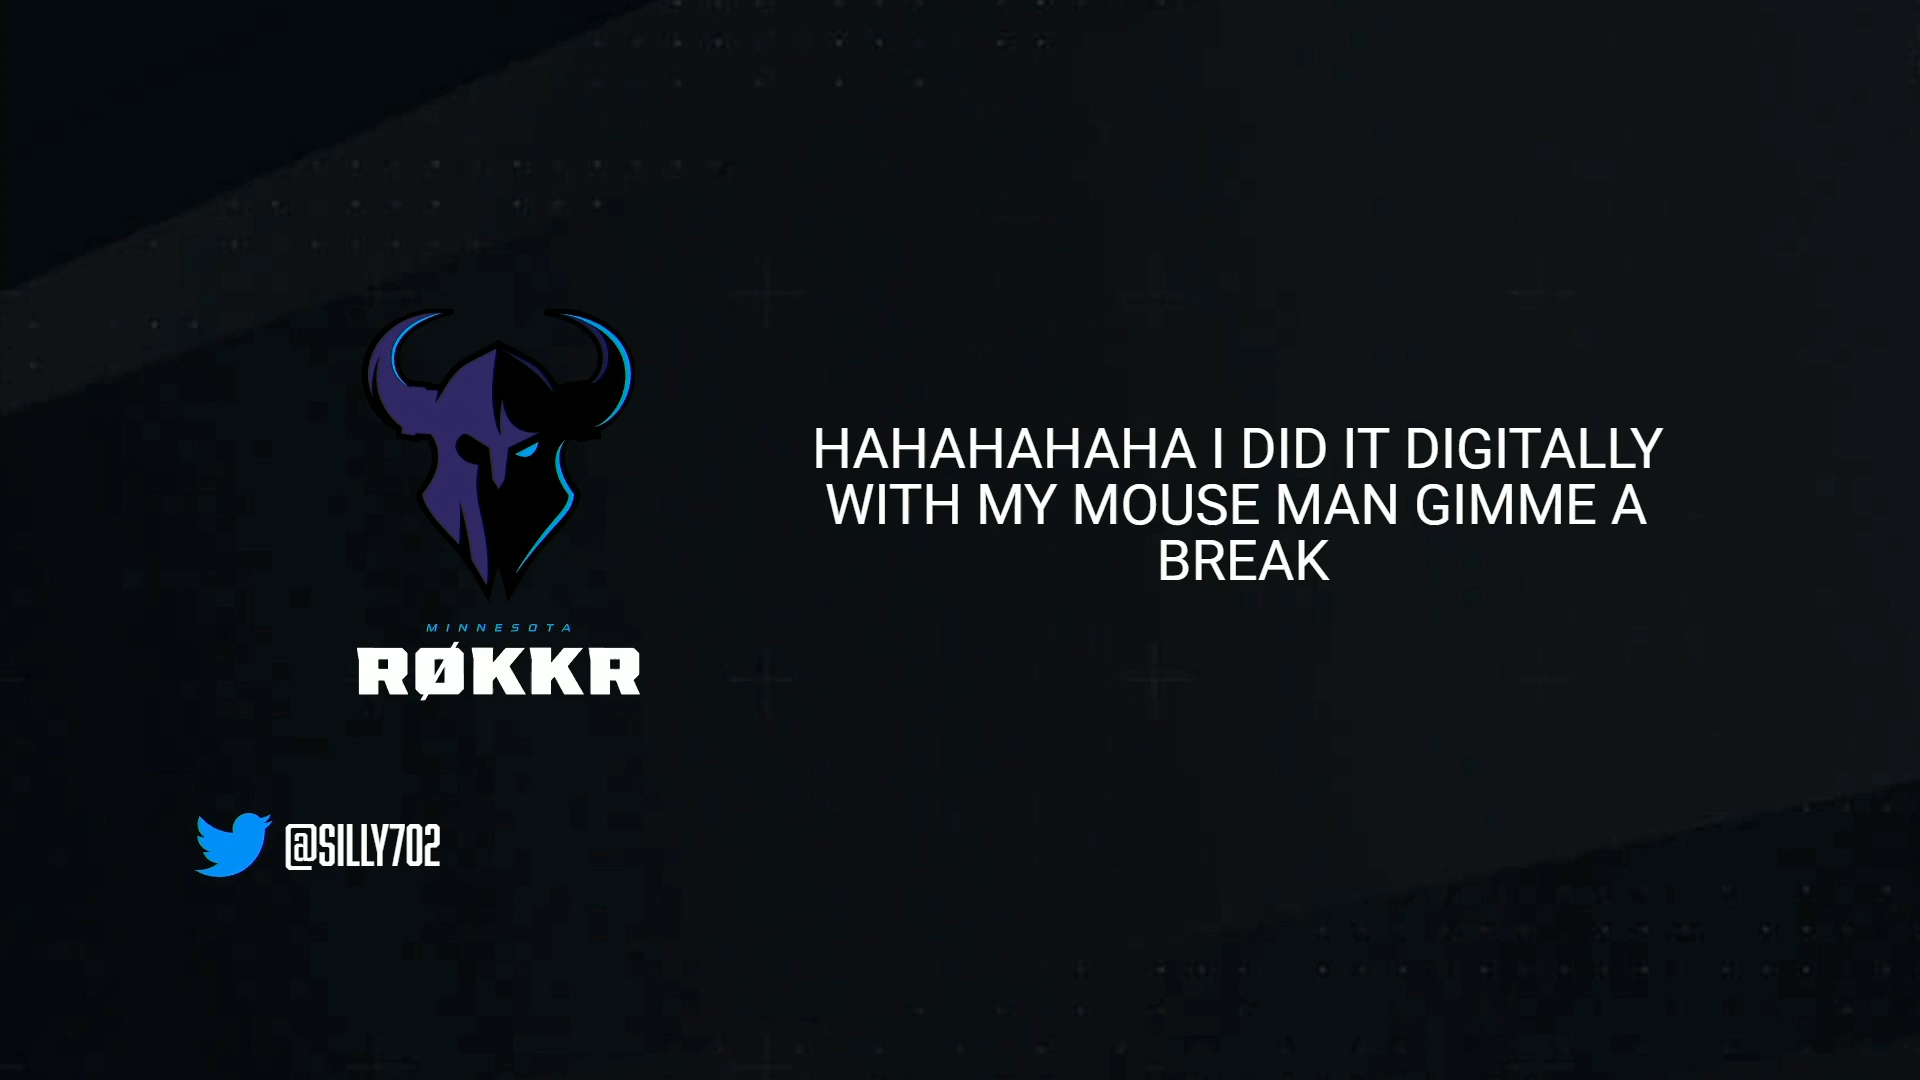 HAHAHAHAHA I DID IT DIGITALLY
WITH MY MOUSE MAN GIMME A
BREAK
MINNESOTA
RØKKR
@SILLY702